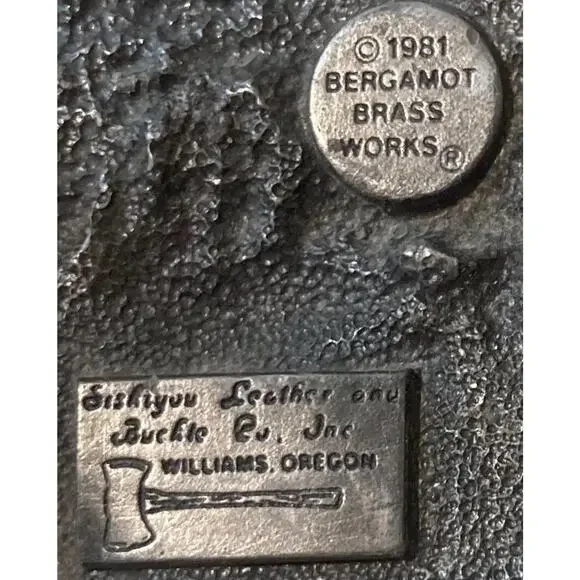 © 1981
BERGAMOT
BRASS
WORKS®
Siskiyou Leather and
Buckle Co., Inc
WILLIAMS, OREGON